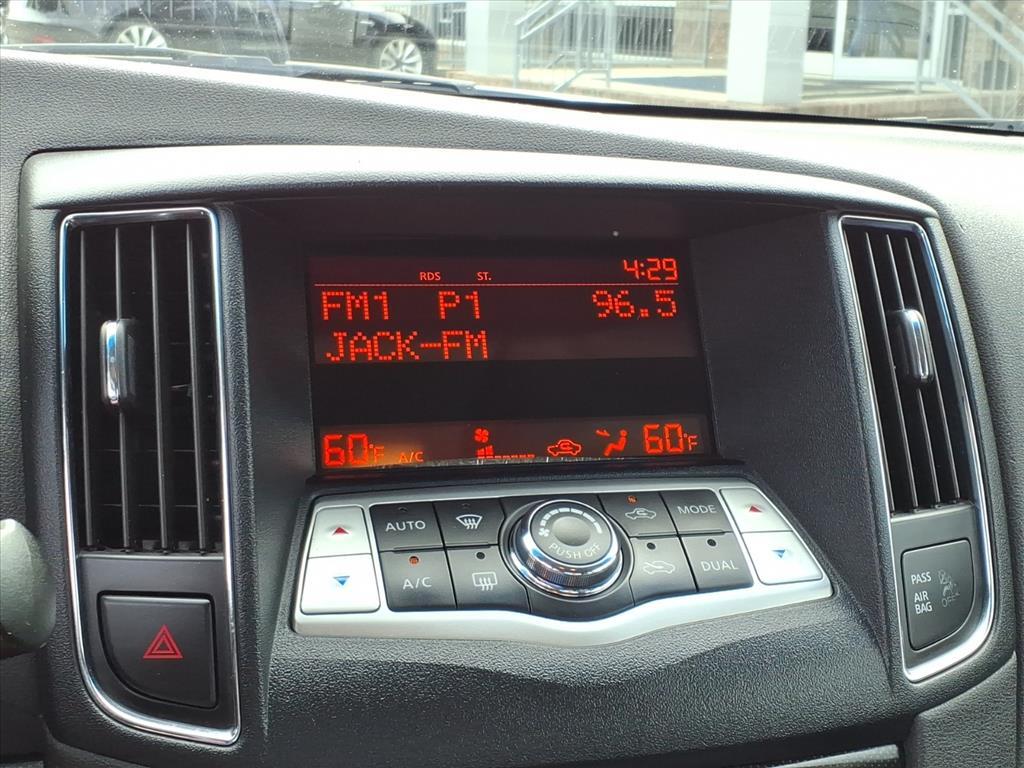 RDS ST. 4:29
FM1 P1 96.5
JACK-FM
60°F A/C 60°F
AUTO
A/C
PUSH OFF
MODE
DUAL
PASS
AIR
BAG
OFF